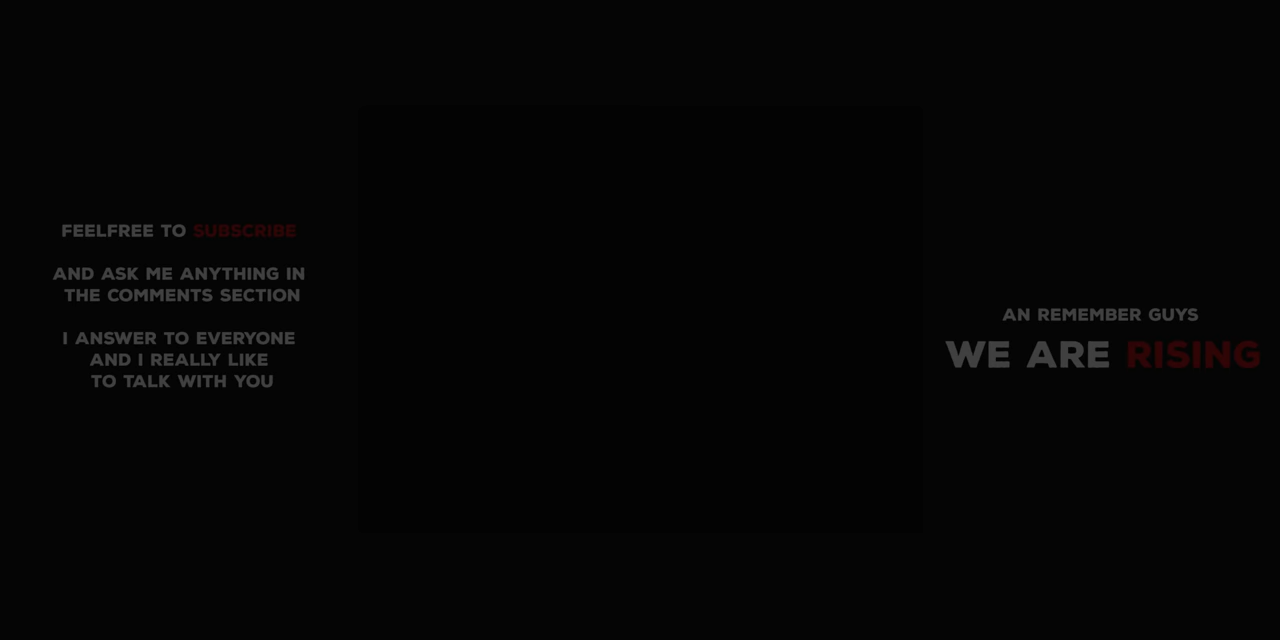 FEELFREE TO SUBSCRIBE
AND ASK ME ANYTHING IN
THE COMMENTS SECTION
I ANSWER TO EVERYONE
AND I REALLY LIKE
TO TALK WITH YOU
AN REMEMBER GUYS
WE ARE RISING